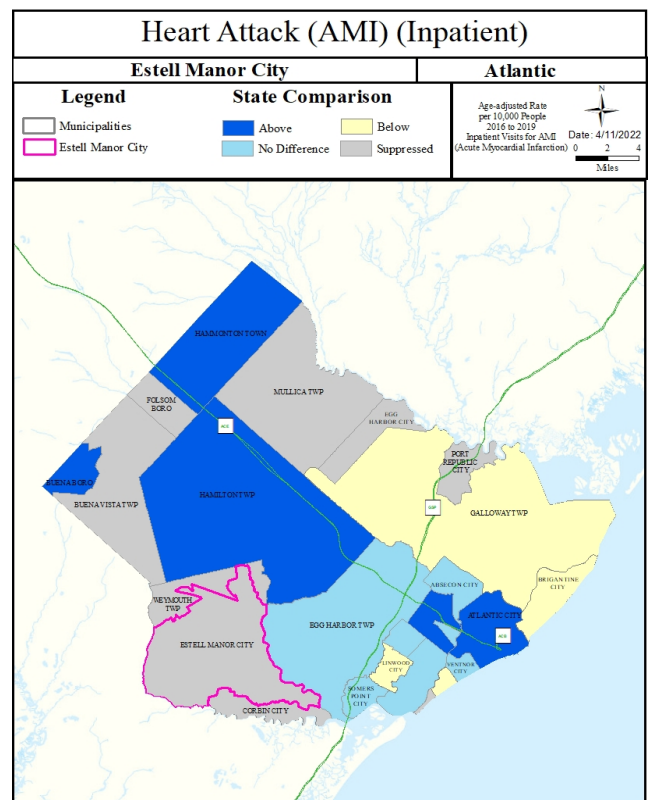 Heart Attack (AMI) (Inpatient)
Estell Manor City
Atlantic
Legend
Municipalities
Estell Manor City
State Comparison
Above
Below
No Difference
Suppressed
Age-adjusted Rate
per 10,000 People
2016 to 2019
Inpatient Visits for AMI
(Acute Myocardial Infarction)
N
Date: 4/11/2022
0 2 4
Miles
HAMMONTON TOWN
MULLICA TWP
FOLSOM
BORO
EGG
HARBOR CITY
PORT
REPUBLIC
CITY
BUENA BORO
BUENA VISTA TWP
HAMILTON TWP
GALLOWAY TWP
GSP
BRIGANTINE
CITY
ABSECON CITY
WEYMOUTH
TWP
ATLANTIC CITY
EGG HARBOR TWP
ESTELL MANOR CITY
LINWOOD
CITY
VENTNOR
CITY
SOMERS
POINT
CITY
CORBIN CITY